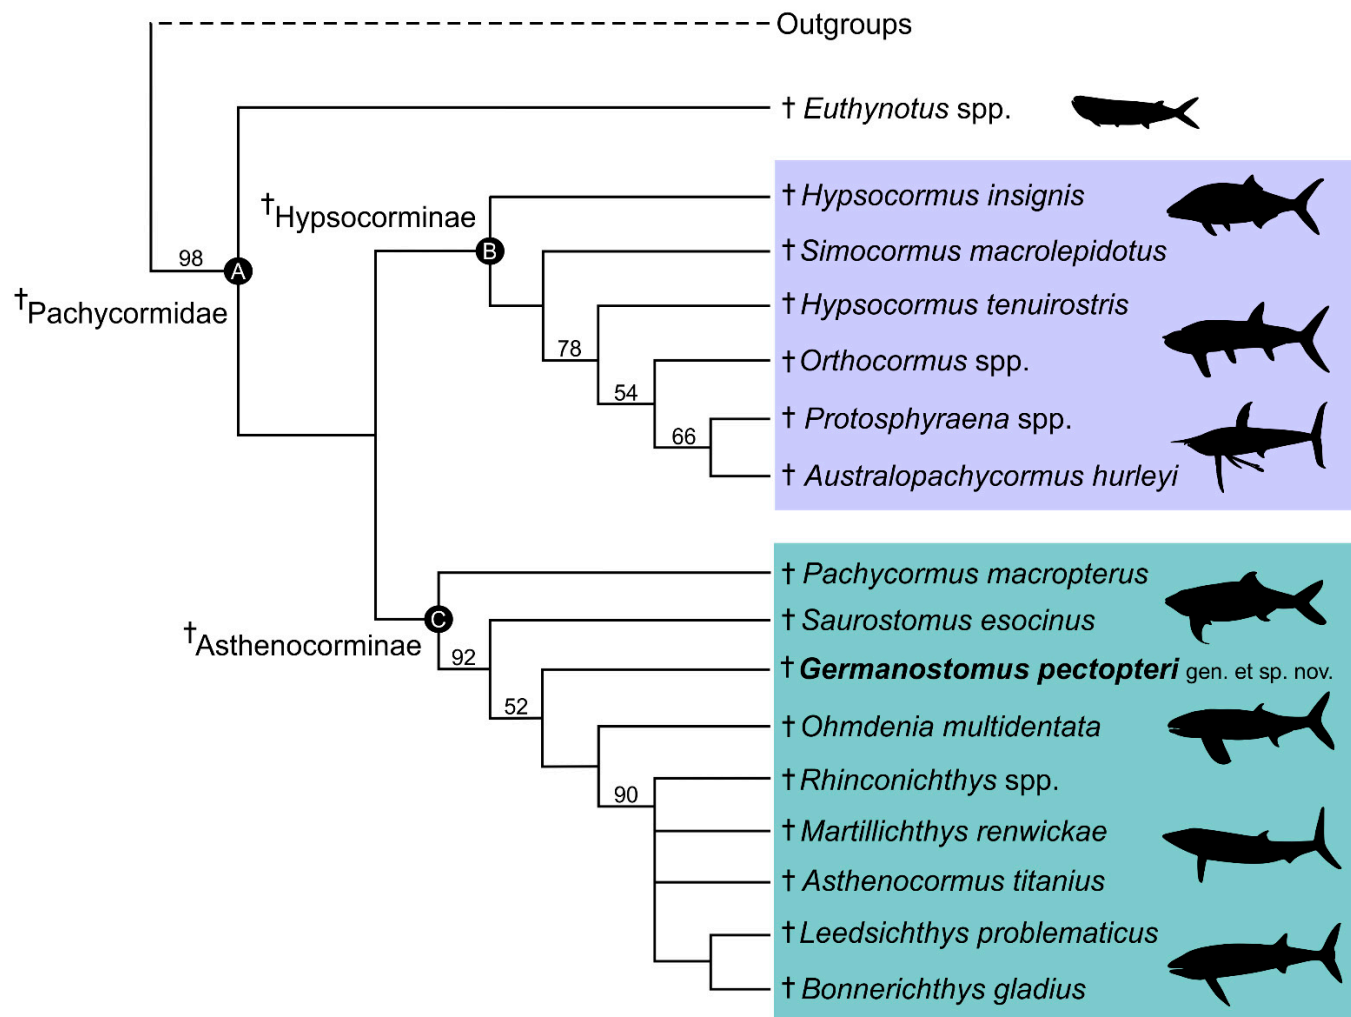 Outgroups
† Euthynotus spp.
†Hypsocorminae
† Hypsocormus insignis
B
† Simocormus macrolepidotus
98
A
†Pachycormidae
† Hypsocormus tenuirostris
78
† Orthocormus spp.
54
† Protosphyraena spp.
66
† Australopachycormus hurleyi
† Pachycormus macropterus
C
† Saurostomus esocinus
†Asthenocorminae
92
† Germanostomus pectopteri gen. et sp. nov.
52
† Ohmdenia multidentata
† Rhinconichthys spp.
90
† Martillichthys renwickae
† Asthenocormus titanius
† Leedsichthys problematicus
† Bonnerichthys gladius